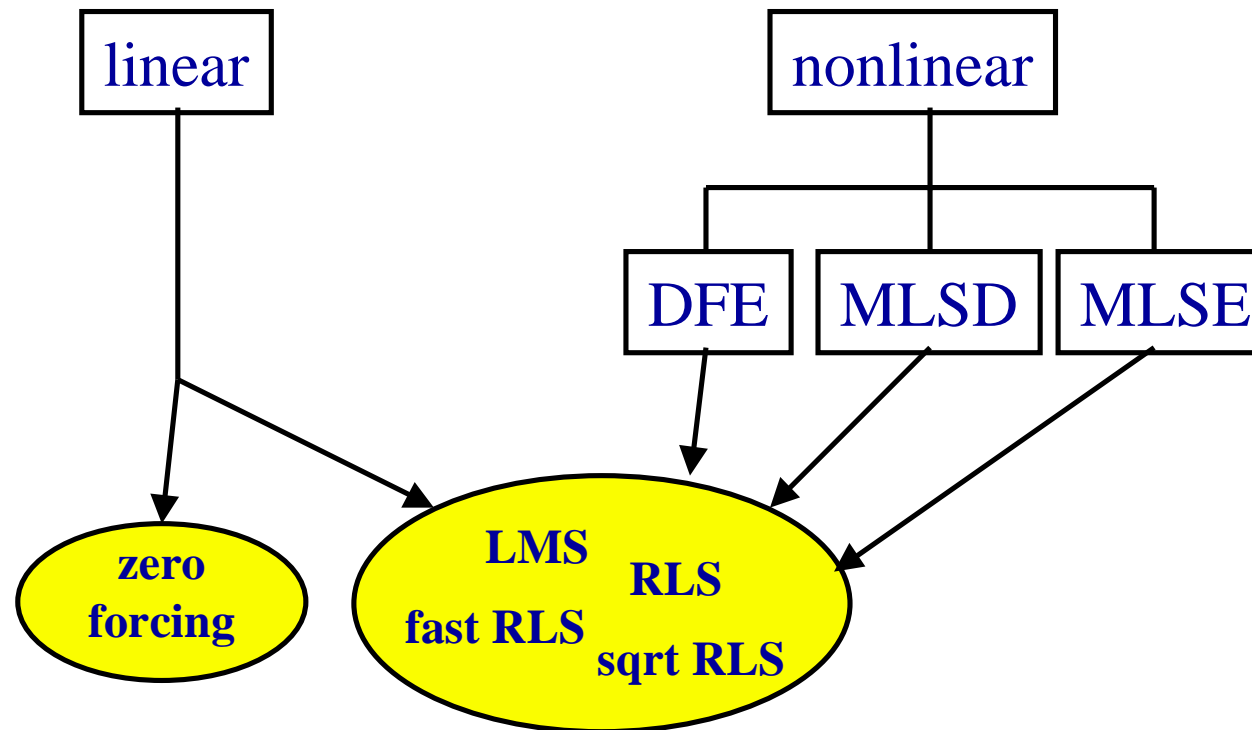 linear
nonlinear
DFE
MLSD
MLSE
zero
forcing
LMS
RLS
fast RLS
sqrt RLS